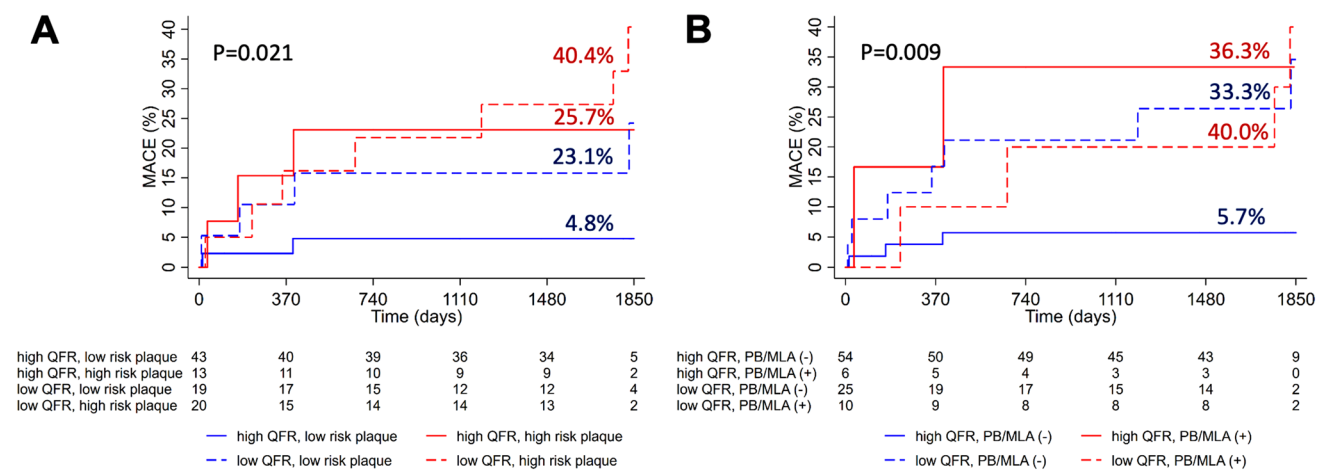 A
P=0.021
MACE (%)
40
35
30
25
20
15
10
5
0
40.4%
25.7%
23.1%
4.8%
0 370 740 1110 1480 1850
Time (days)
high QFR, low risk plaque 43 40 39 36 34 5
high QFR, high risk plaque 13 11 10 9 9 2
low QFR, low risk plaque 19 17 15 12 12 4
low QFR, high risk plaque 20 15 14 14 13 2
high QFR, low risk plaque high QFR, high risk plaque
low QFR, low risk plaque low QFR, high risk plaque
B
P=0.009
MACE (%)
40
35
30
25
20
15
10
5
0
36.3%
33.3%
40.0%
5.7%
0 370 740 1110 1480 1850
Time (days)
high QFR, PB/MLA (-) 54 50 49 45 43 9
high QFR, PB/MLA (+) 6 5 4 3 3 0
low QFR, PB/MLA (-) 25 19 17 15 14 2
low QFR, PB/MLA (+) 10 9 8 8 8 2
high QFR, PB/MLA (-) high QFR, PB/MLA (+)
low QFR, PB/MLA (-) low QFR, PB/MLA (+)